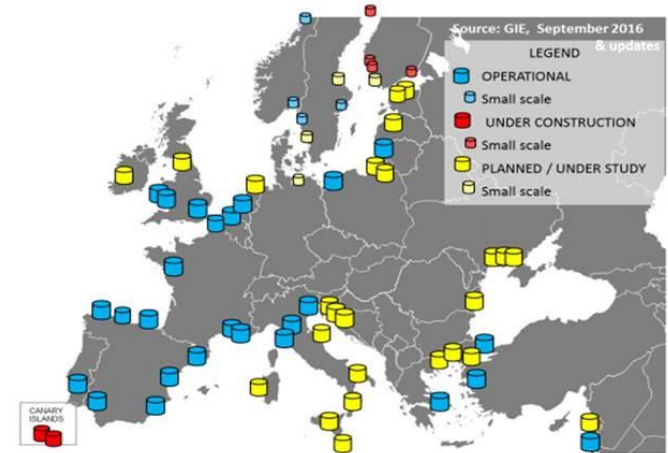 Source: GIE, September 2016
& updates
LEGEND
OPERATIONAL
Small scale
UNDER CONSTRUCTION
Small scale
PLANNED / UNDER STUDY
Small scale
CANARY
ISLANDS